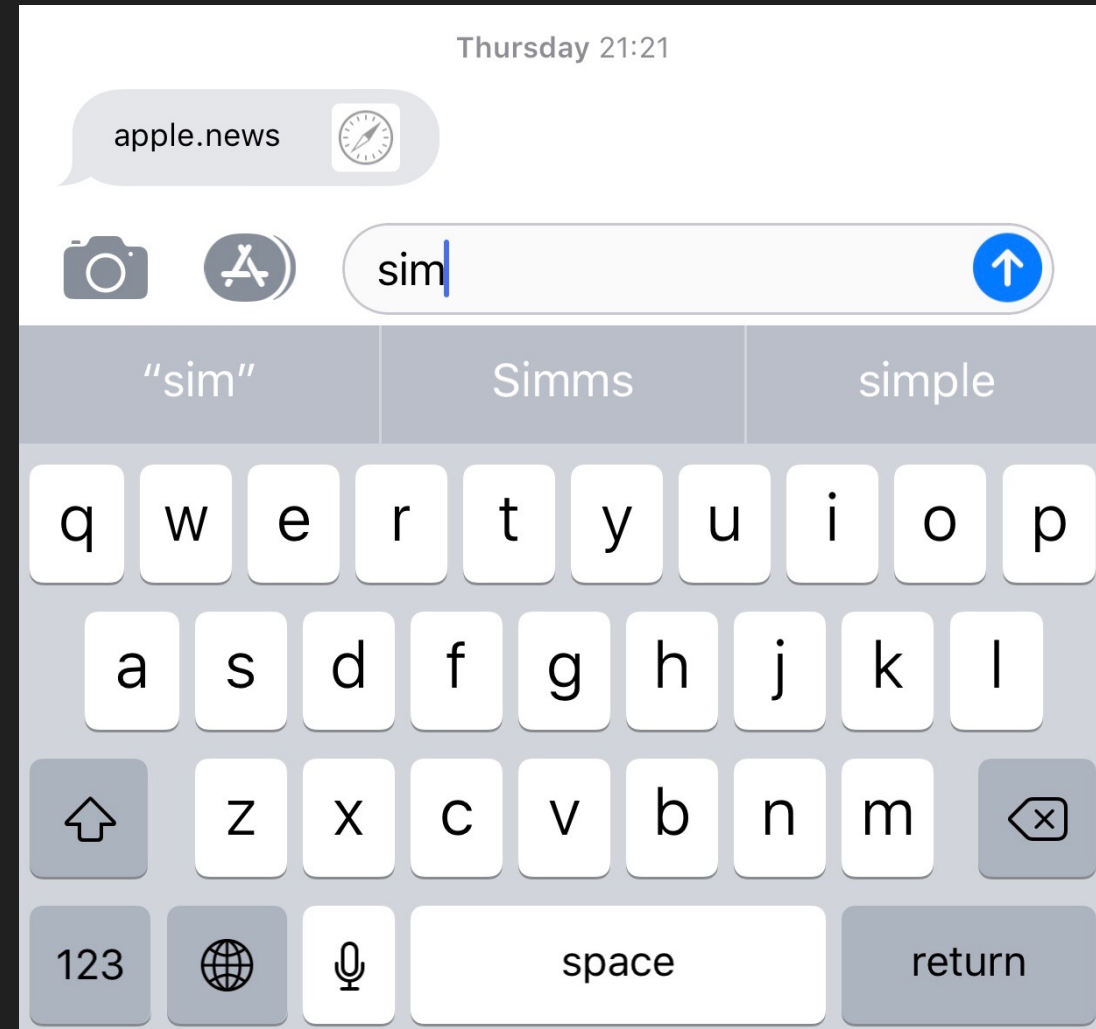 Thursday 21:21
apple.news
sim
“sim” Simms simple
q w e r t y u i o p
a s d f g h j k l
z x c v b n m
123 space return